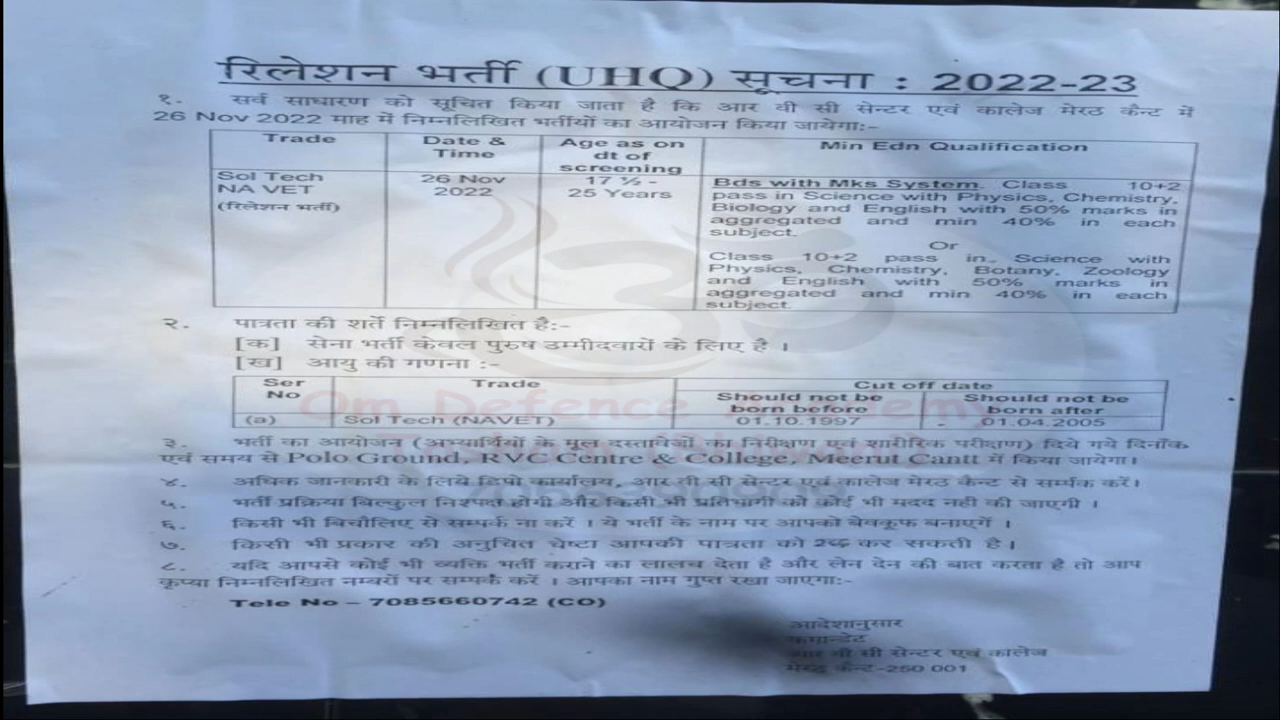 रिलेशन भर्ती (UHQ) सूचना : 2022-23
१. सर्व साधारण को सूचित किया जाता है कि आर वी सी सेन्टर एवं कालेज मेरठ कैन्ट में
26 Nov 2022 माह में निम्नलिखित भर्तीयों का आयोजन किया जायेगा:-
Trade Date & Time Age as on dt of screening Min Edn Qualification
Sol Tech NA VET (रिलेशन भर्ती) 26 Nov 2022 17 ½ - 25 Years Bds with Mks System. Class 10+2
pass in Science with Physics, Chemistry,
Biology and English with 50% marks in
aggregated and min 40% in each
subject.
Or
Class 10+2 pass in Science with
Physics, Chemistry, Botany, Zoology
and English with 50% marks in
aggregated and min 40% in each
subject.
२. पात्रता की शर्ते निम्नलिखित है:-
[क] सेना भर्ती केवल पुरुष उम्मीदवारों के लिए है ।
[ख] आयु की गणना :-
Ser No Trade Cut off date
Should not be born before Should not be born after
(a) Sol Tech (NAVET) 01.10.1997 - 01.04.2005
Om Defence Academy
३. भर्ती का आयोजन (अभ्यार्थियों के मूल दस्तावेजों का निरीक्षण एवं शारीरिक परीक्षण) दिये गये दिनाँक
एवं समय से Polo Ground, RVC Centre & College, Meerut Cantt में किया जायेगा।
४. अधिक जानकारी के लिये डिपो कार्यालय, आर वी सी सेन्टर एवं कालेज मेरठ कैन्ट से सर्म्पक करें।
५. भर्ती प्रक्रिया बिल्कुल निश्पक्ष होगी और किसी भी प्रतिभागी को कोई भी मदद नही की जाएगी ।
६. किसी भी बिचौलिए से सम्पर्क ना करें । ये भर्ती के नाम पर आपको बेवकूफ बनाएगें ।
७. किसी भी प्रकार की अनुचित चेष्टा आपकी पात्रता को रद्द कर सकती है।
८. यदि आपसे कोई भी व्यक्ति भर्ती कराने का लालच देता है और लेन देन की बात करता है तो आप
कृप्या निम्नलिखित नम्बरों पर सम्पर्क करें । आपका नाम गुप्त रखा जाएगा:-
Tele No – 7085660742 (CO)
आदेशानुसार
कमान्डेट
आर वी सी सेन्टर एवं कालेज
मेरठ कैन्ट-250 001